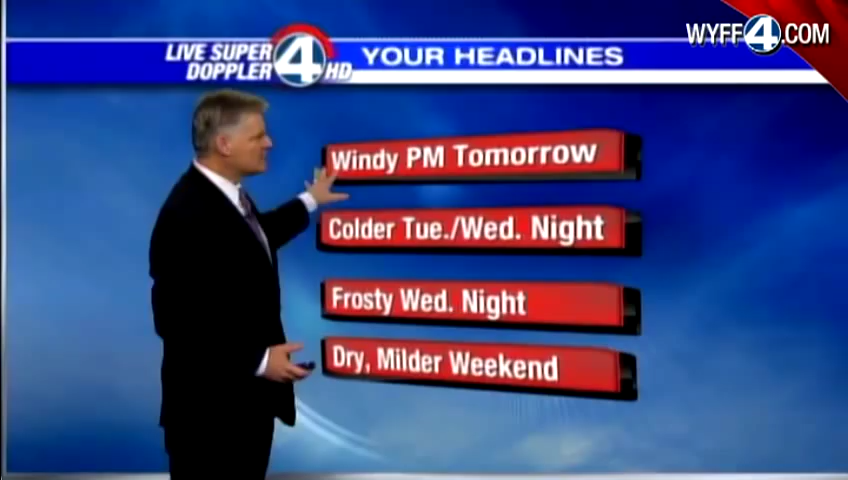 WYFF4.COM
LIVE SUPER
DOPPLER 4 HD
YOUR HEADLINES
Windy PM Tomorrow
Colder Tue./Wed. Night
Frosty Wed. Night
Dry, Milder Weekend